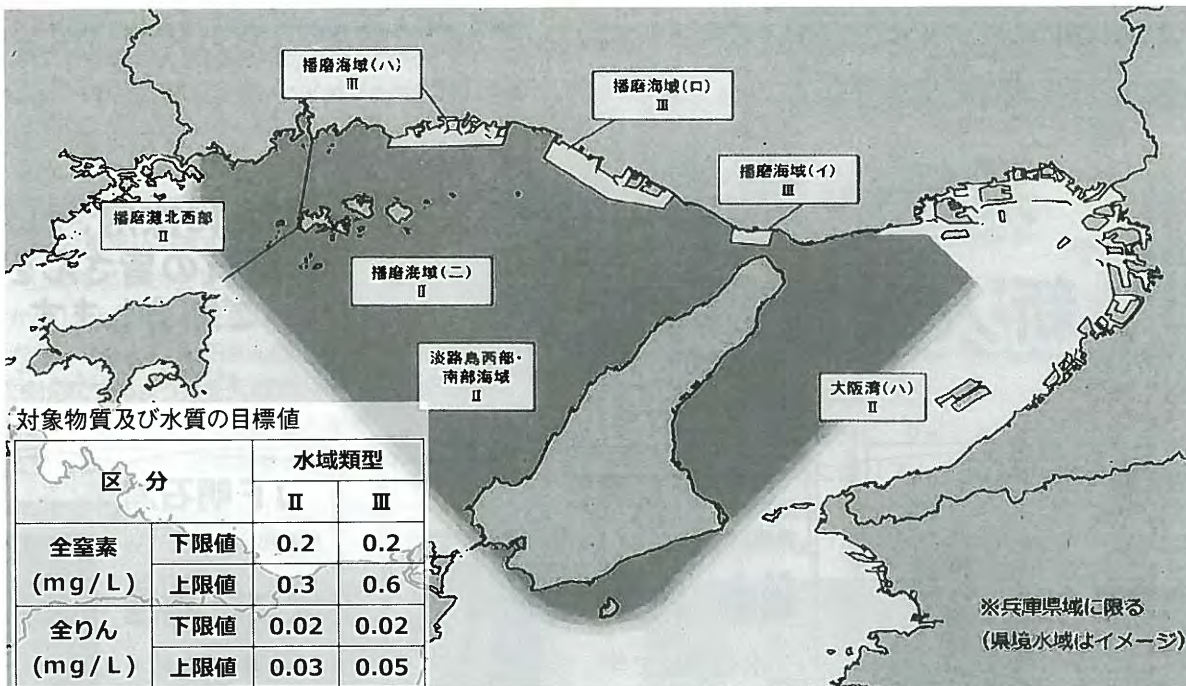 播磨海域(ハ)
Ⅲ
播磨海域(ロ)
Ⅲ
播磨海域(イ)
Ⅲ
播磨灘北西部
Ⅱ
播磨海域(二)
Ⅱ
淡路島西部・
南部海域
Ⅱ
大阪湾(ハ)
Ⅱ
対象物質及び水質の目標値
区 分 水域類型
Ⅱ Ⅲ
全窒素 下限値 0.2 0.2
(mg/L) 上限値 0.3 0.6
全りん 下限値 0.02 0.02
(mg/L) 上限値 0.03 0.05
※兵庫県域に限る
(県境水域はイメージ)